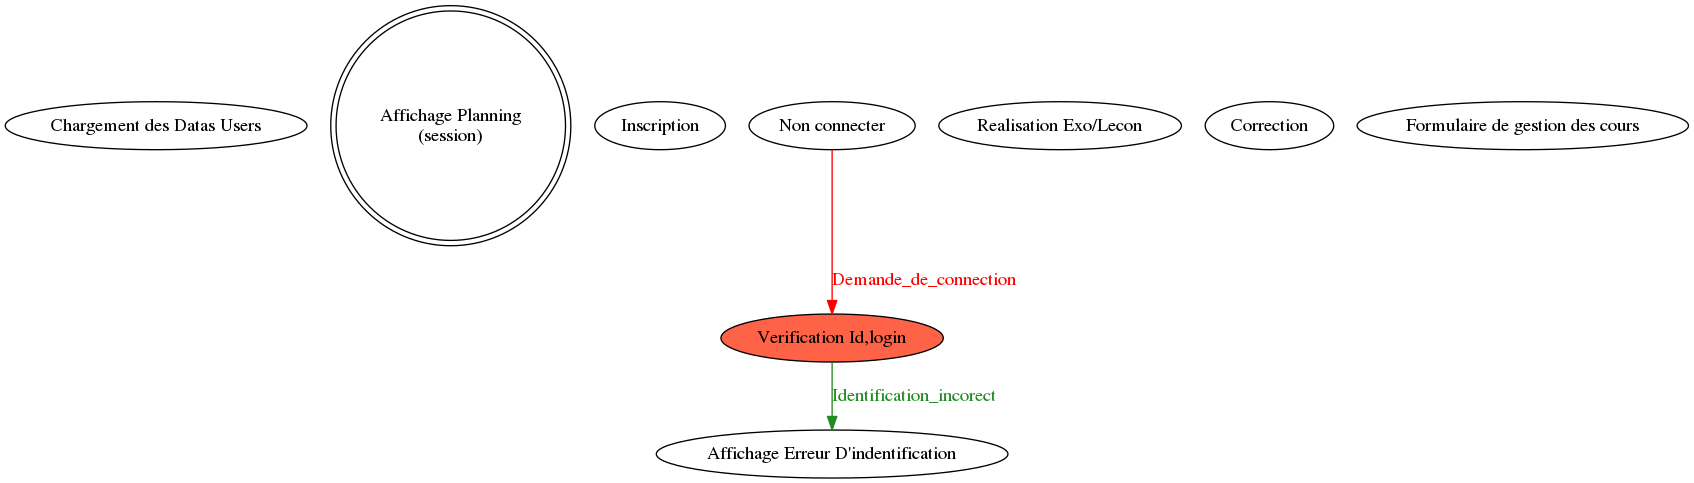 Chargement des Datas Users
Affichage Planning
(session)
Inscription
Non connecter
Realisation Exo/Lecon
Correction
Formulaire de gestion des cours
Demande_de_connection
Verification Id,login
Identification_incorect
Affichage Erreur D'indentification